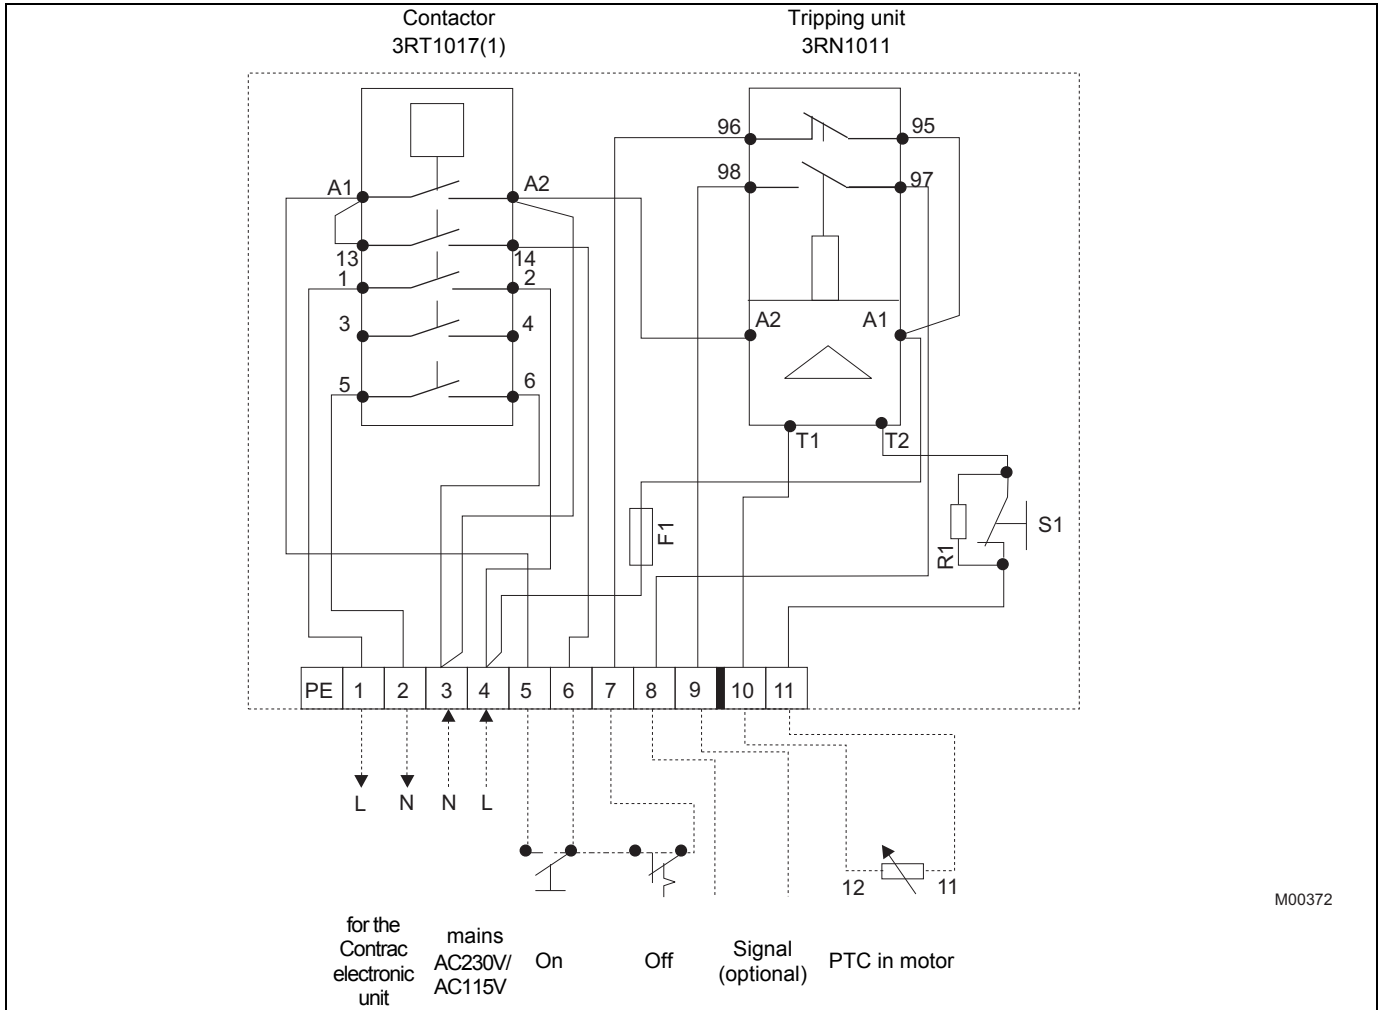 Contactor
3RT1017(1)
Tripping unit
3RN1011
96
95
98
97
A1
A2
13
14
1
2
3
4
A2
A1
5
6
T1
T2
F1
R1
S1
PE 1 2 3 4 5 6 7 8 9 10 11
L N N L
12
11
M00372
for the
Contrac
electronic
unit
mains
AC230V/
AC115V
On
Off
Signal
(optional)
PTC in motor